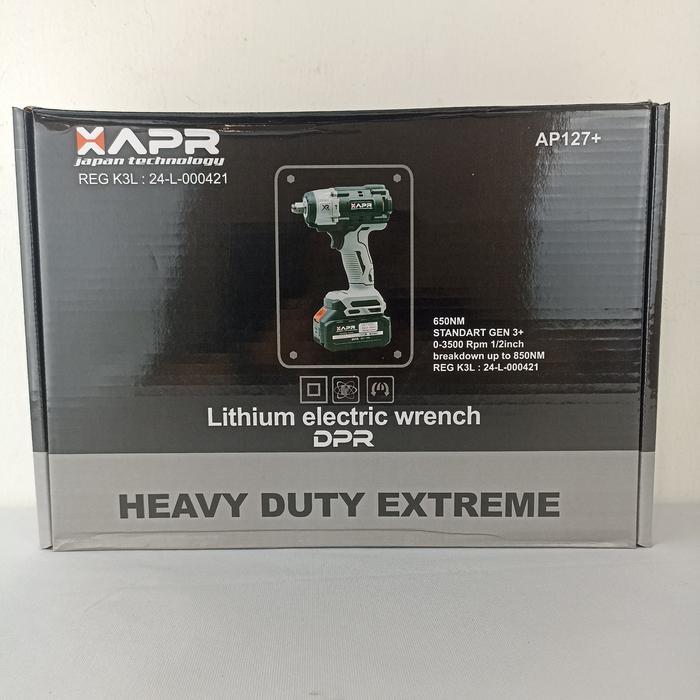 XAPR
japan technology
REG K3L : 24-L-000421
AP127+
XAPR
XAPR
650NM
STANDART GEN 3+
0-3500 Rpm 1/2inch
breakdown up to 850NM
REG K3L : 24-L-000421
Lithium electric wrench
DPR
HEAVY DUTY EXTREME